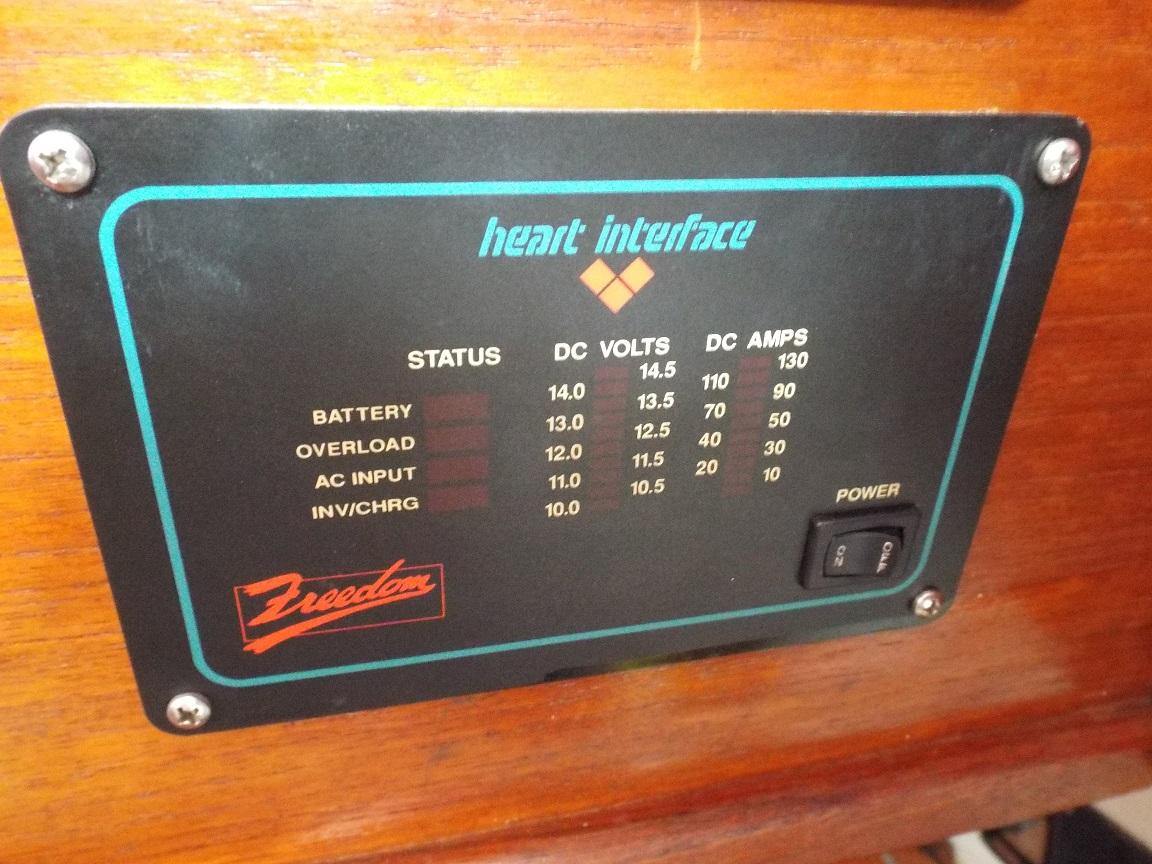 heart interface
STATUS DC VOLTS DC AMPS
14.5 130
14.0 110
13.5 90
BATTERY 13.0 70
12.5 50
OVERLOAD 12.0 40
11.5 30
AC INPUT 11.0 20
10.5 10
INV/CHRG 10.0
POWER
ON OFF
Freedom